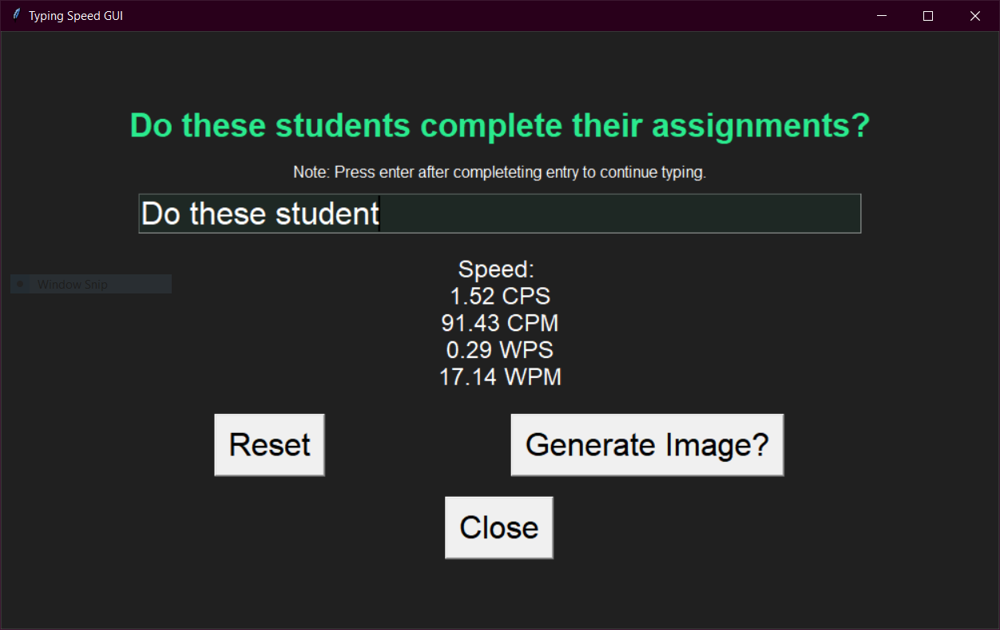 Typing Speed GUI
Do these students complete their assignments?
Note: Press enter after completeting entry to continue typing.
Do these student
Window Snip
Speed:
1.52 CPS
91.43 CPM
0.29 WPS
17.14 WPM
Reset
Generate Image?
Close